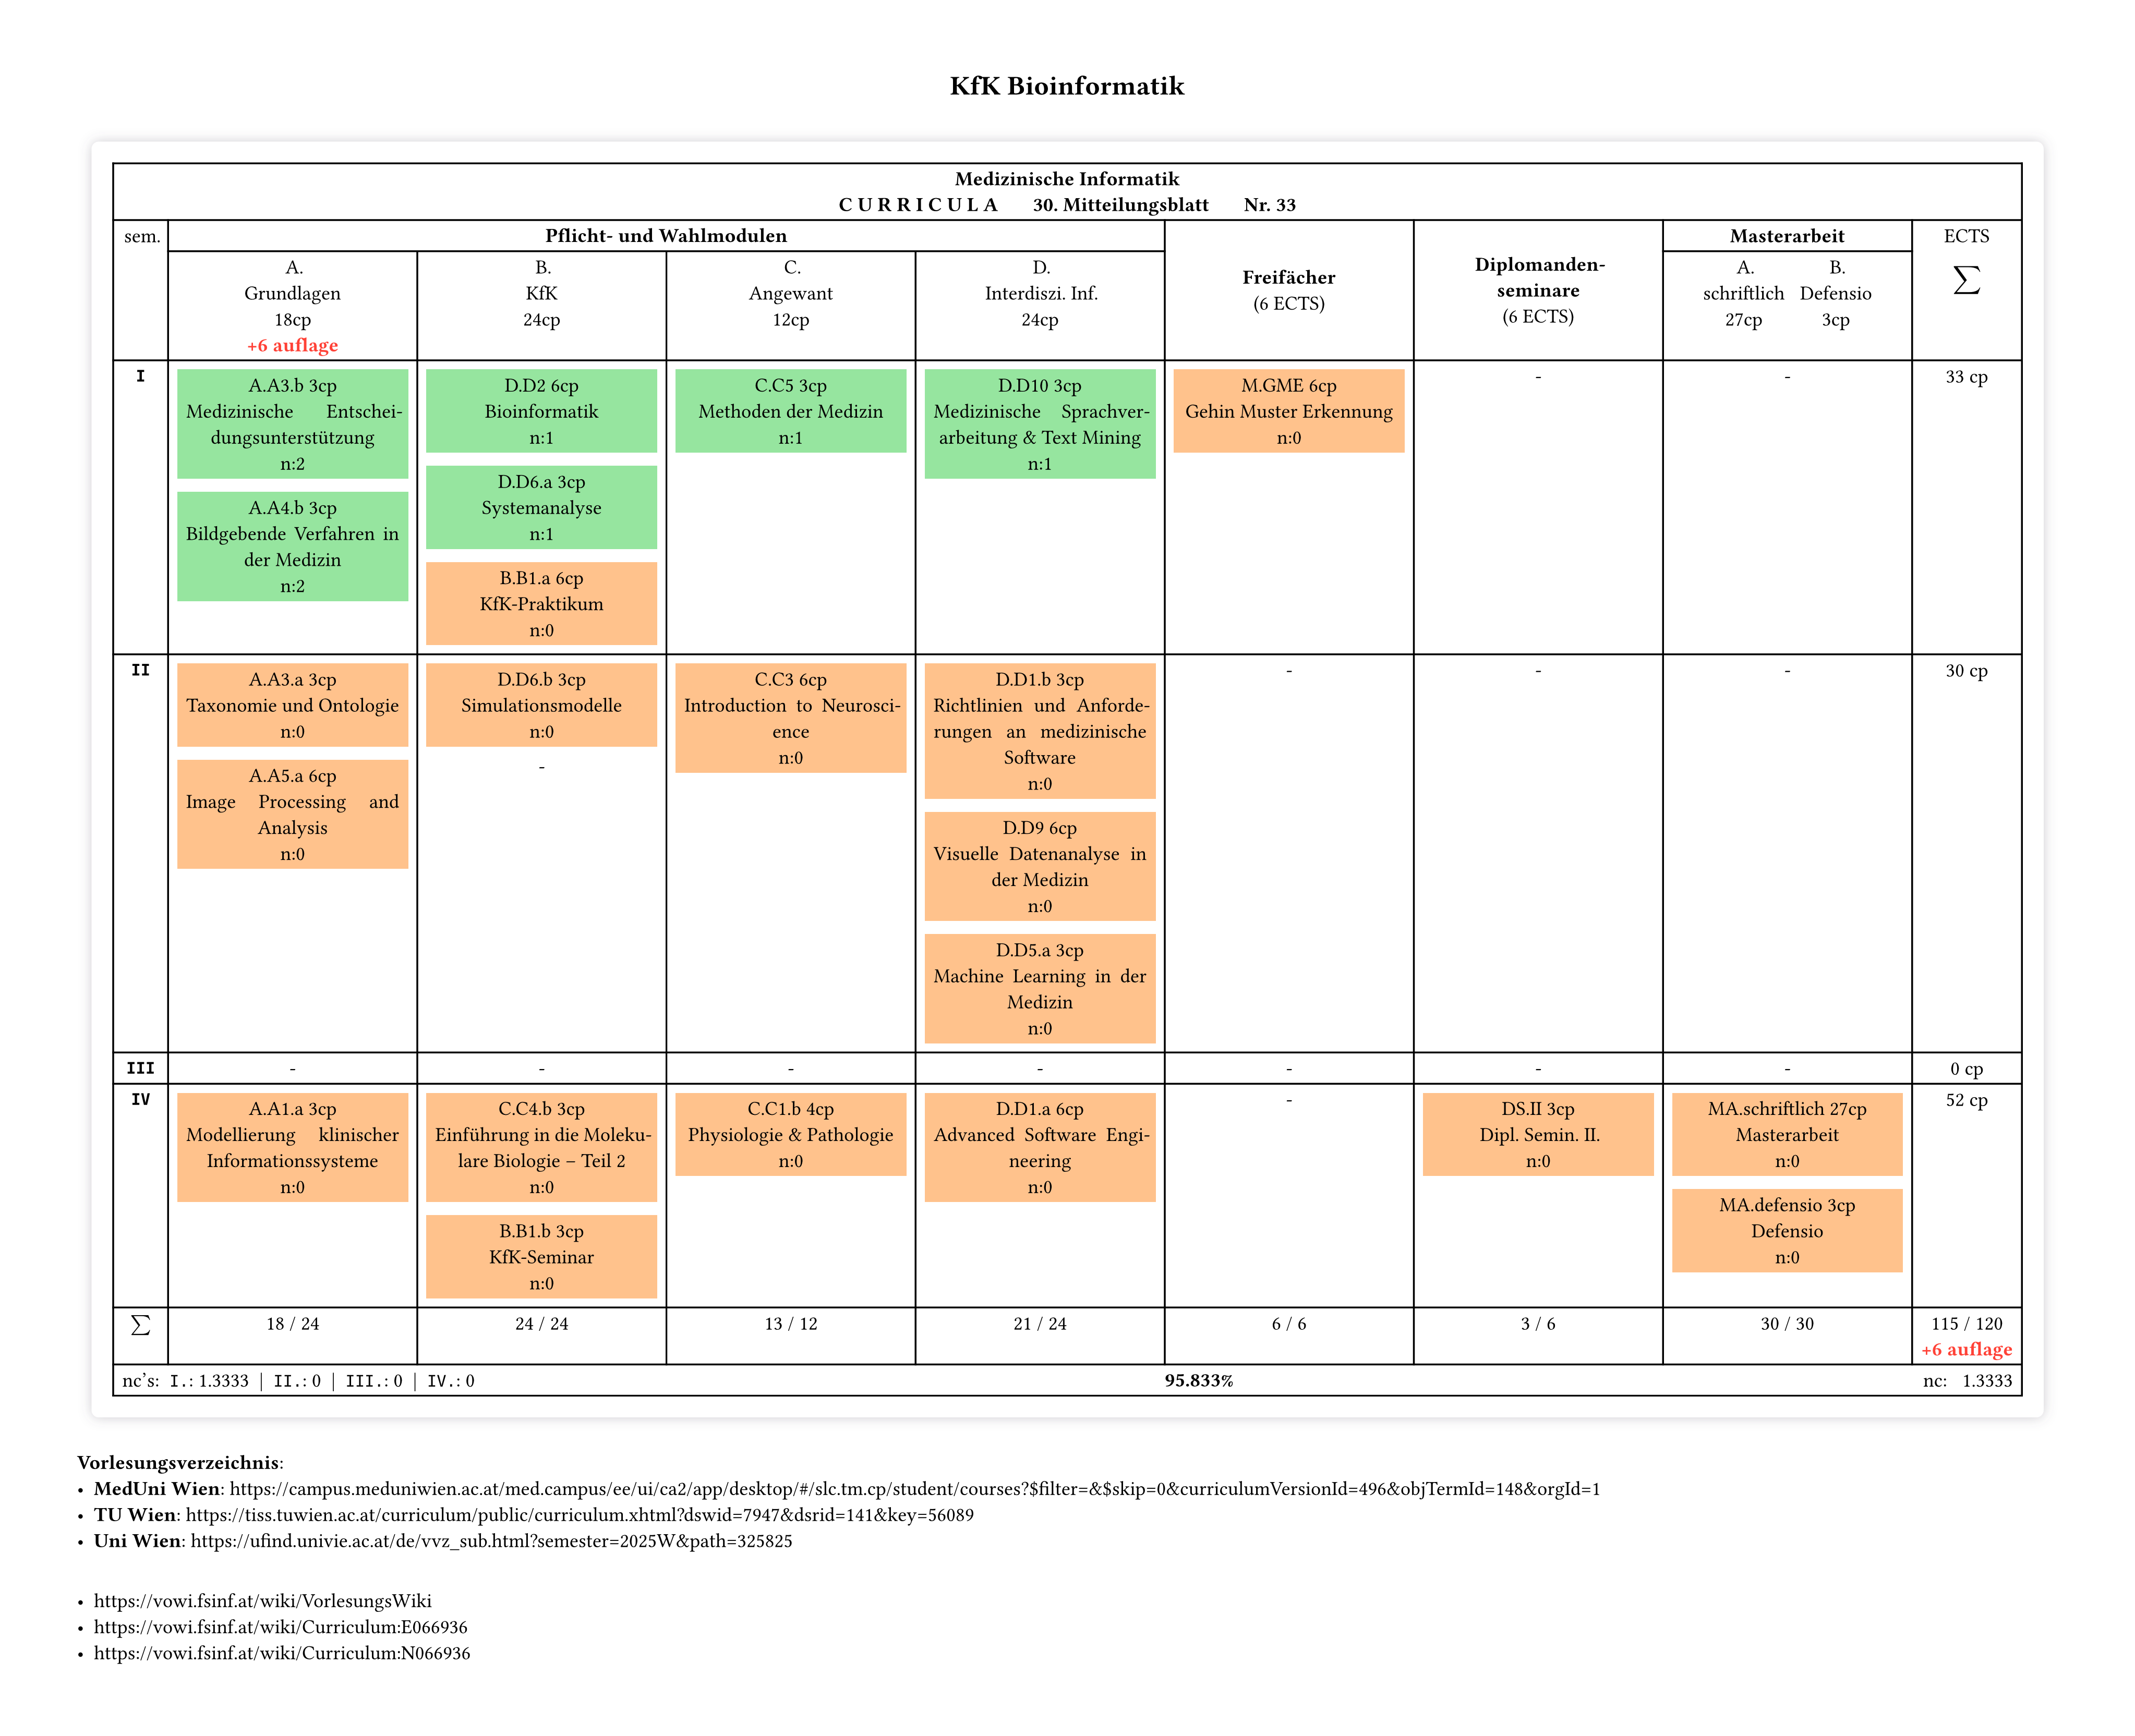 KfK Bioinformatik
Medizinische Informatik
C U R R I C U L A 30. Mitteilungsblatt Nr. 33
sem.
Pflicht- und Wahlmodulen
A.
Grundlagen
18cp
+6 auflage
B.
KfK
24cp
C.
Angewant
12cp
D.
Interdiszi. Inf.
24cp
Freifächer
(6 ECTS)
Diplomanden-
seminare
(6 ECTS)
Masterarbeit
A. B.
schriftlich Defensio
27cp 3cp
ECTS
∑
I
A.A3.b 3cp
Medizinische Entschei-
dungsunterstützung
n:2
A.A4.b 3cp
Bildgebende Verfahren in
der Medizin
n:2
D.D2 6cp
Bioinformatik
n:1
D.D6.a 3cp
Systemanalyse
n:1
B.B1.a 6cp
KfK-Praktikum
n:0
C.C5 3cp
Methoden der Medizin
n:1
D.D10 3cp
Medizinische Sprachver-
arbeitung & Text Mining
n:1
M.GME 6cp
Gehin Muster Erkennung
n:0
-
-
33 cp
II
A.A3.a 3cp
Taxonomie und Ontologie
n:0
A.A5.a 6cp
Image Processing and
Analysis
n:0
D.D6.b 3cp
Simulationsmodelle
n:0
-
C.C3 6cp
Introduction to Neurosci-
ence
n:0
D.D1.b 3cp
Richtlinien und Anforde-
rungen an medizinische
Software
n:0
D.D9 6cp
Visuelle Datenanalyse in
der Medizin
n:0
D.D5.a 3cp
Machine Learning in der
Medizin
n:0
-
-
-
30 cp
III
-
-
-
-
-
-
-
0 cp
IV
A.A1.a 3cp
Modellierung klinischer
Informationssysteme
n:0
C.C4.b 3cp
Einführung in die Moleku-
lare Biologie – Teil 2
n:0
B.B1.b 3cp
KfK-Seminar
n:0
C.C1.b 4cp
Physiologie & Pathologie
n:0
D.D1.a 6cp
Advanced Software Engi-
neering
n:0
-
DS.II 3cp
Dipl. Semin. II.
n:0
MA.schriftlich 27cp
Masterarbeit
n:0
MA.defensio 3cp
Defensio
n:0
52 cp
∑
18 / 24
24 / 24
13 / 12
21 / 24
6 / 6
3 / 6
30 / 30
115 / 120
+6 auflage
nc's: I.: 1.3333 | II.: 0 | III.: 0 | IV.: 0
95.833%
nc: 1.3333
Vorlesungsverzeichnis:
• MedUni Wien: https://campus.meduniwien.ac.at/med.campus/ee/ui/ca2/app/desktop/#/slc.tm.cp/student/courses?$filter=&$skip=0&curriculumVersionId=496&objTermId=148&orgId=1
• TU Wien: https://tiss.tuwien.ac.at/curriculum/public/curriculum.xhtml?dswid=7947&dsrid=141&key=56089
• Uni Wien: https://ufind.univie.ac.at/de/vvz_sub.html?semester=2025W&path=325825
• https://vowi.fsinf.at/wiki/VorlesungsWiki
• https://vowi.fsinf.at/wiki/Curriculum:E066936
• https://vowi.fsinf.at/wiki/Curriculum:N066936